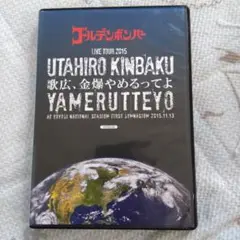 ゴールデンボンバー
LIVE TOUR 2015
UTAHIRO KINBAKU
歌広、金爆やめるってよ
YAMERUTTEYO
AT YOYOGI NATIONAL STADIUM FIRST GYMNASIUM 2015.11.13